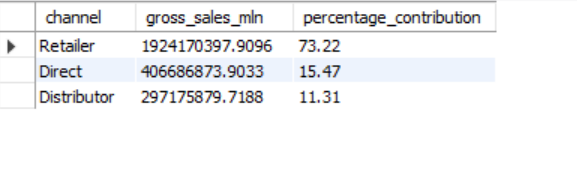 channel gross_sales_mln percentage_contribution
Retailer 1924170397.9096 73.22
Direct 406686873.9033 15.47
Distributor 297175879.7188 11.31